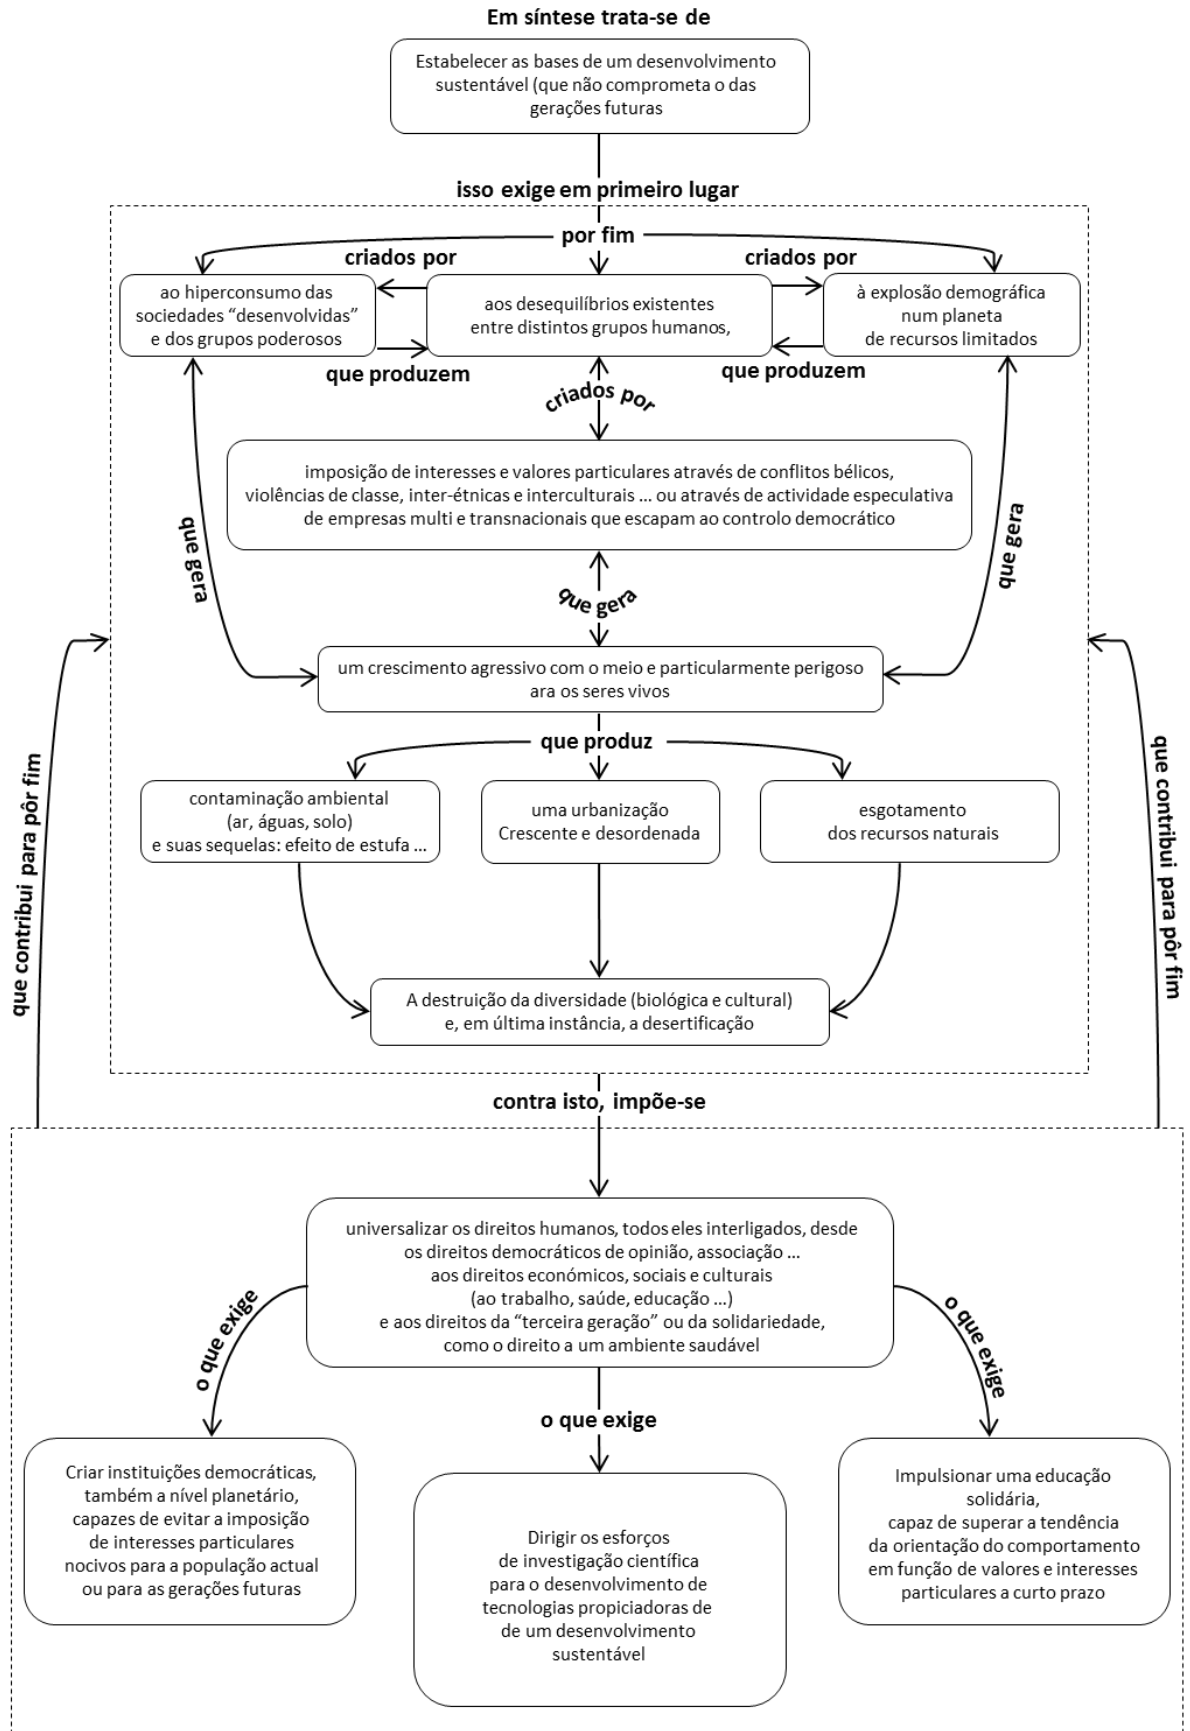 Em síntese trata-se de
Estabelecer as bases de um desenvolvimento
sustentável (que não comprometa o das
gerações futuras
isso exige em primeiro lugar
por fim
criados por
criados por
ao hiperconsumo das
sociedades “desenvolvidas”
e dos grupos poderosos
aos desequilíbrios existentes
entre distintos grupos humanos,
à explosão demográfica
num planeta
de recursos limitados
que produzem
que produzem
criados por
imposição de interesses e valores particulares através de conflitos bélicos,
violências de classe, inter-étnicas e interculturais ... ou através de actividade especulativa
de empresas multi e transnacionais que escapam ao controlo democrático
que gera
que gera
que gera
um crescimento agressivo com o meio e particularmente perigoso
ara os seres vivos
que produz
contaminação ambiental
(ar, águas, solo)
e suas sequelas: efeito de estufa ...
uma urbanização
Crescente e desordenada
esgotamento
dos recursos naturais
que contribui para pôr fim
que contribui para pôr fim
A destruição da diversidade (biológica e cultural)
e, em última instância, a desertificação
contra isto, impõe-se
universalizar os direitos humanos, todos eles interligados, desde
os direitos democráticos de opinião, associação ...
aos direitos económicos, sociais e culturais
(ao trabalho, saúde, educação ...)
e aos direitos da “terceira geração” ou da solidariedade,
como o direito a um ambiente saudável
o que exige
o que exige
o que exige
Criar instituições democráticas,
também a nível planetário,
capazes de evitar a imposição
de interesses particulares
nocivos para a população actual
ou para as gerações futuras
Dirigir os esforços
de investigação científica
para o desenvolvimento de
tecnologias propiciadoras de
de um desenvolvimento
sustentável
Impulsionar uma educação
solidária,
capaz de superar a tendência
da orientação do comportamento
em função de valores e interesses
particulares a curto prazo